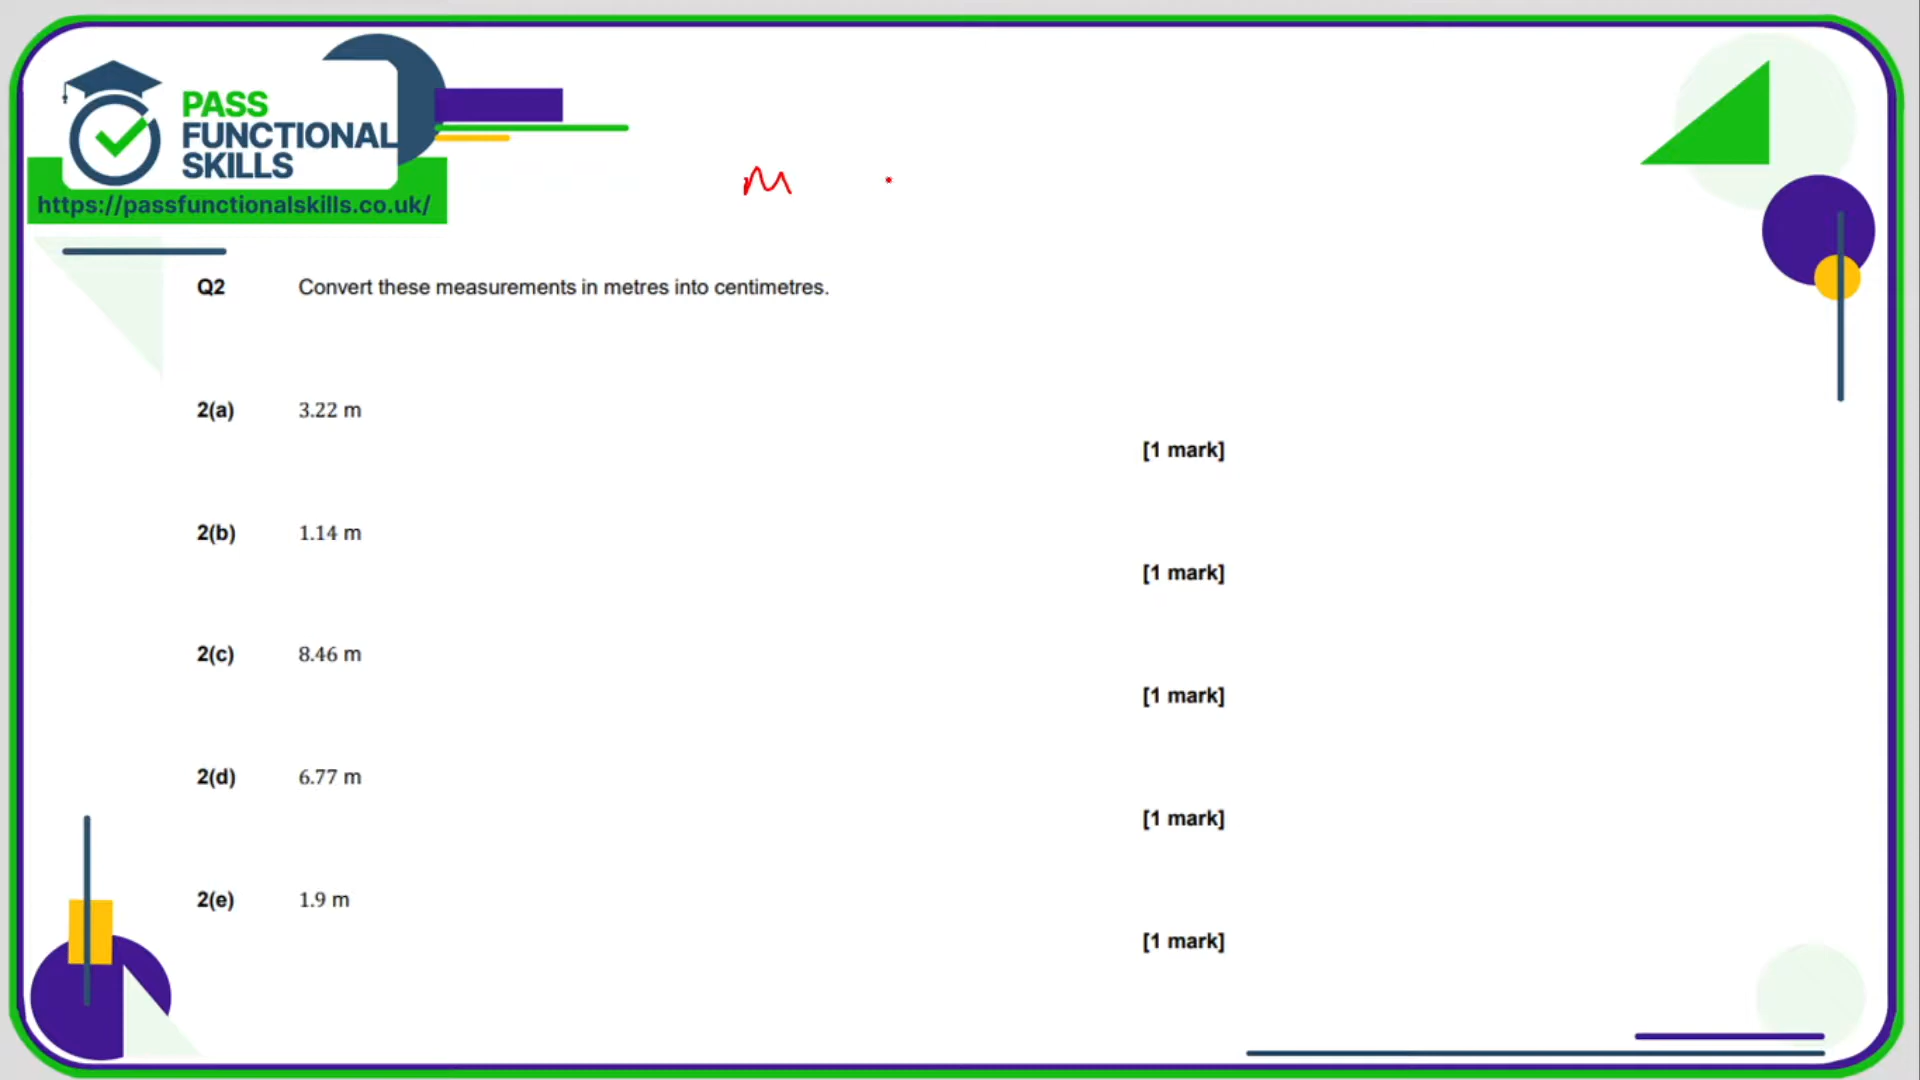 PASS
FUNCTIONAL
SKILLS
https://passfunctionalskills.co.uk/
m
Q2 Convert these measurements in metres into centimetres.
2(a) 3.22 m
[1 mark]
2(b) 1.14 m
[1 mark]
2(c) 8.46 m
[1 mark]
2(d) 6.77 m
[1 mark]
2(e) 1.9 m
[1 mark]